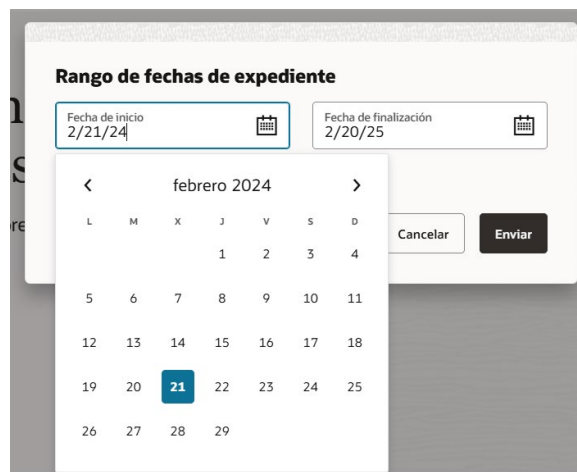 Rango de fechas de expediente
Fecha de inicio
2/21/24
Fecha de finalización
2/20/25
febrero 2024
L M X J V S D
1 2 3 4
5 6 7 8 9 10 11
12 13 14 15 16 17 18
19 20 21 22 23 24 25
26 27 28 29
Cancelar
Enviar
re